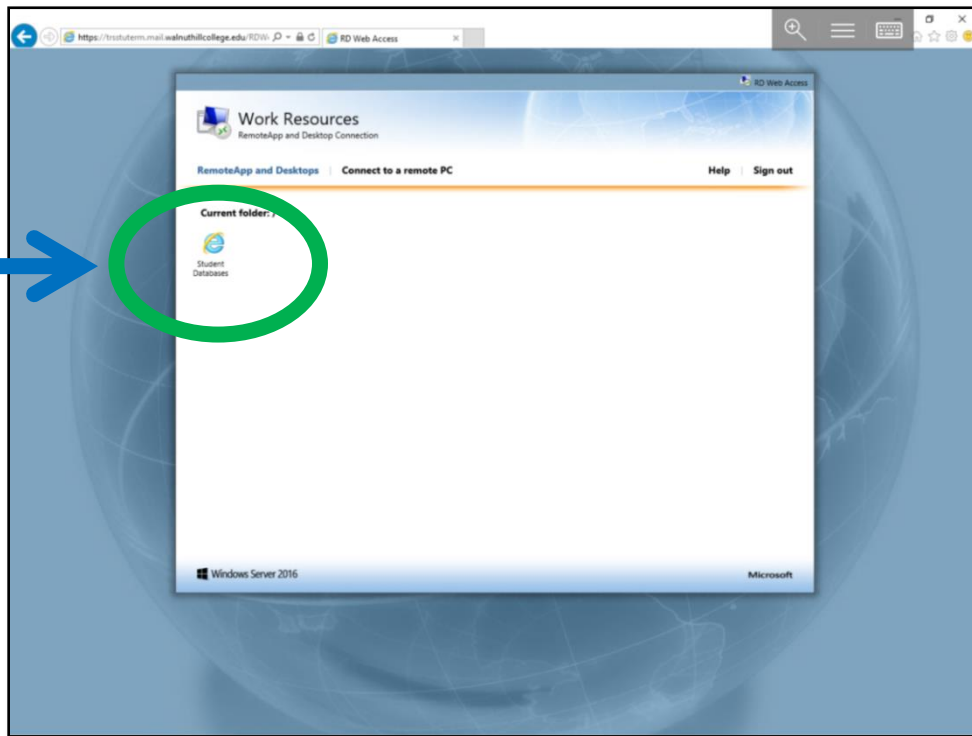 https://trsstuterm.mail.walnuthillcollege.edu/RDW
RD Web Access
RD Web Access
Work Resources
RemoteApp and Desktop Connection
RemoteApp and Desktops | Connect to a remote PC
Help | Sign out
Current folder: /
Student
Databases
Windows Server 2016
Microsoft